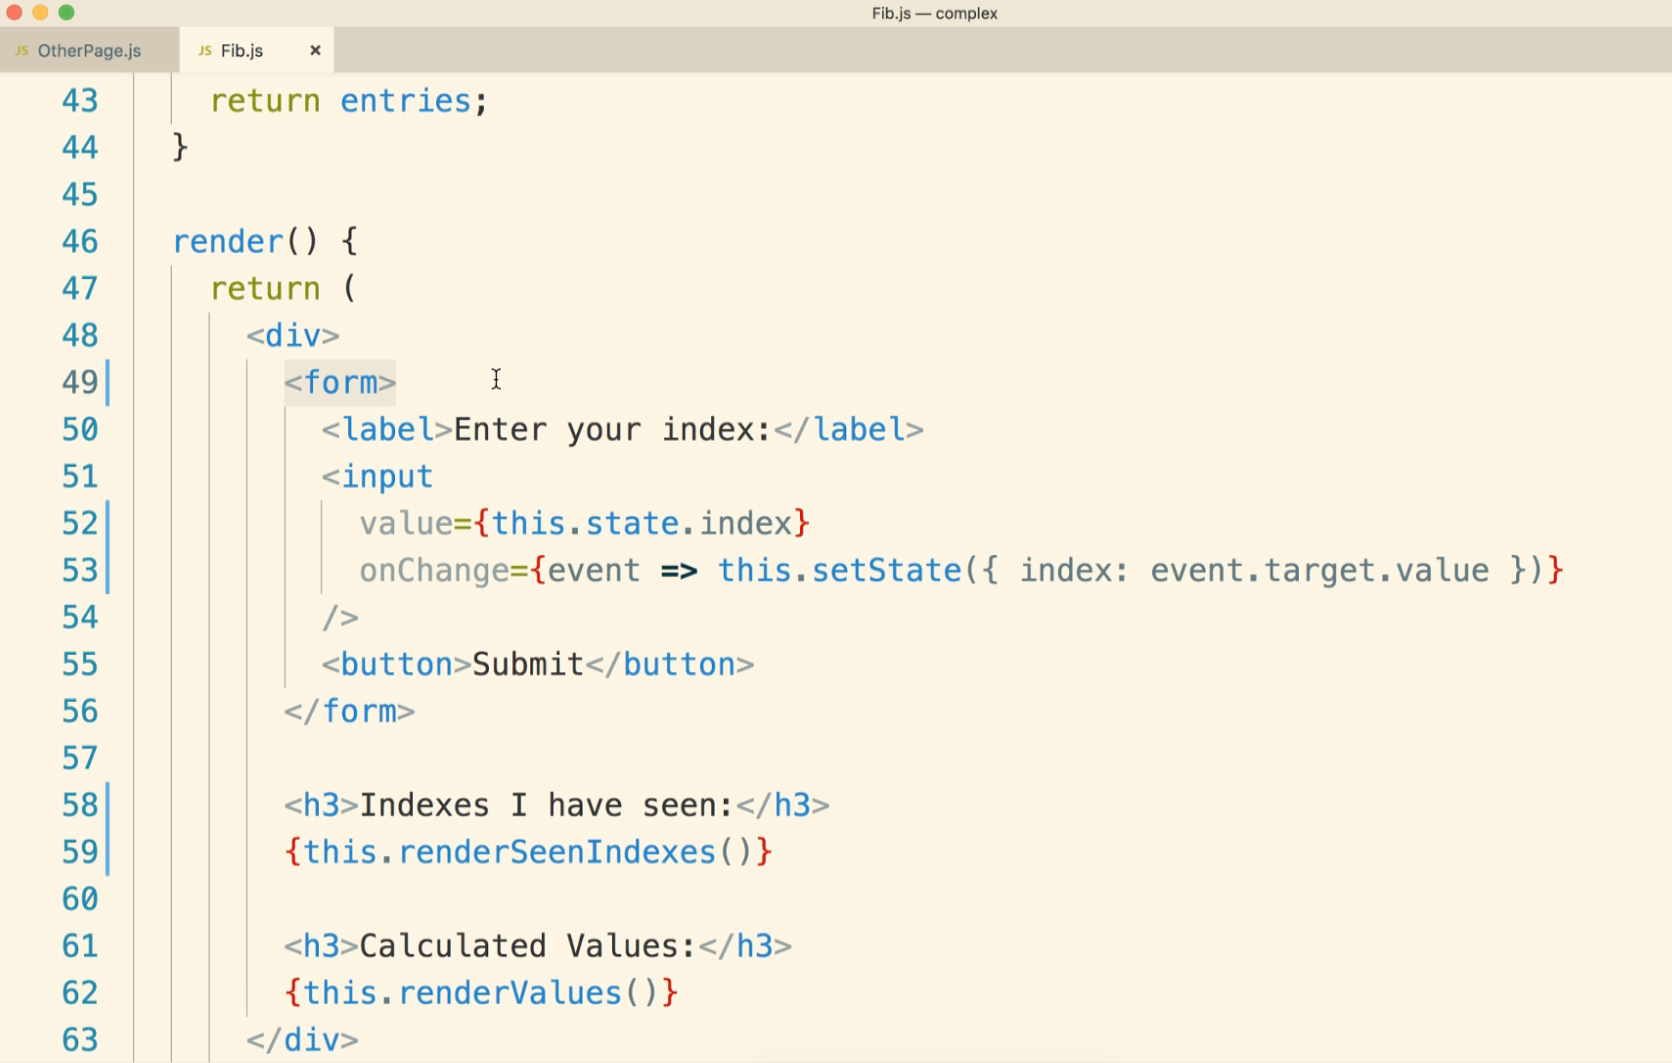 Fib.js — complex
JS OtherPage.js JS Fib.js ×
43 return entries;
44 }
45
46 render() {
47 return (
48 <div>
49 <form>
50 <label>Enter your index:</label>
51 <input
52 value={this.state.index}
53 onChange={event => this.setState({ index: event.target.value })}
54 />
55 <button>Submit</button>
56 </form>
57
58 <h3>Indexes I have seen:</h3>
59 {this.renderSeenIndexes()}
60
61 <h3>Calculated Values:</h3>
62 {this.renderValues()}
63 </div>